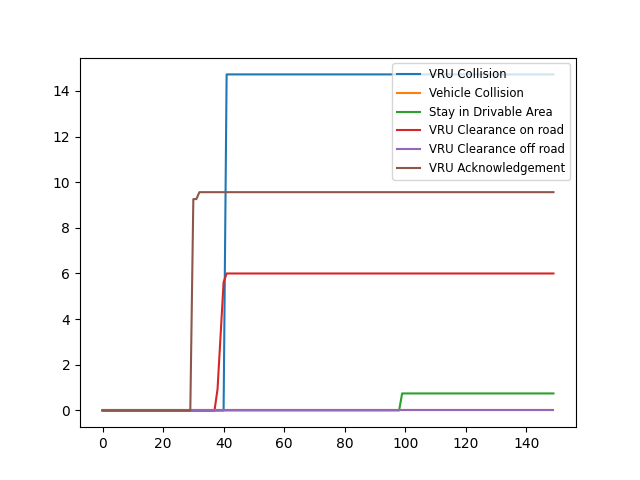 14
12
10
8
6
4
2
0
0 20 40 60 80 100 120 140
VRU Collision
Vehicle Collision
Stay in Drivable Area
VRU Clearance on road
VRU Clearance off road
VRU Acknowledgement